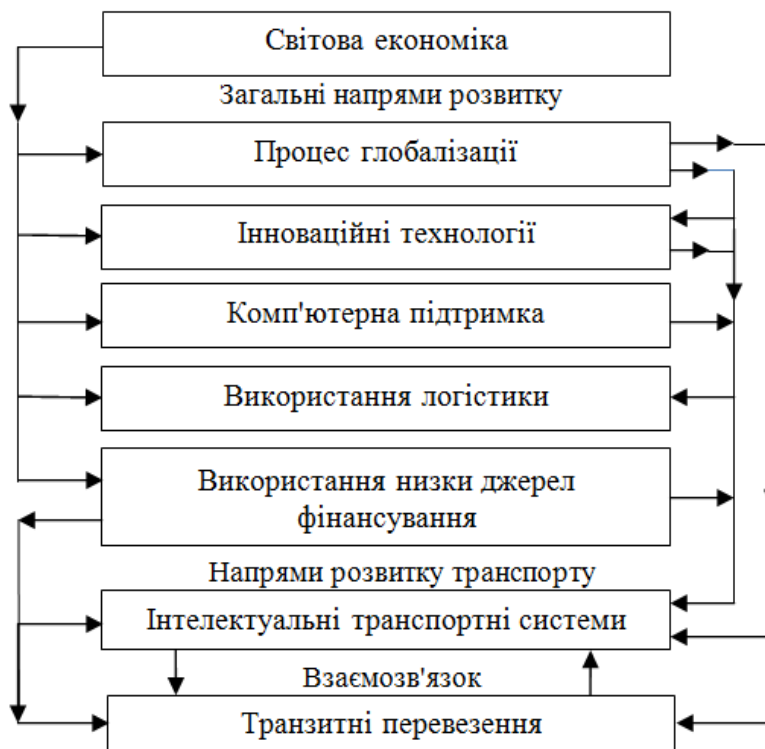 Світова економіка
Загальні напрями розвитку
Процес глобалізації
Інноваційні технології
Комп'ютерна підтримка
Використання логістики
Використання низки джерел
фінансування
Напрями розвитку транспорту
Інтелектуальні транспортні системи
Взаємозв'язок
Транзитні перевезення